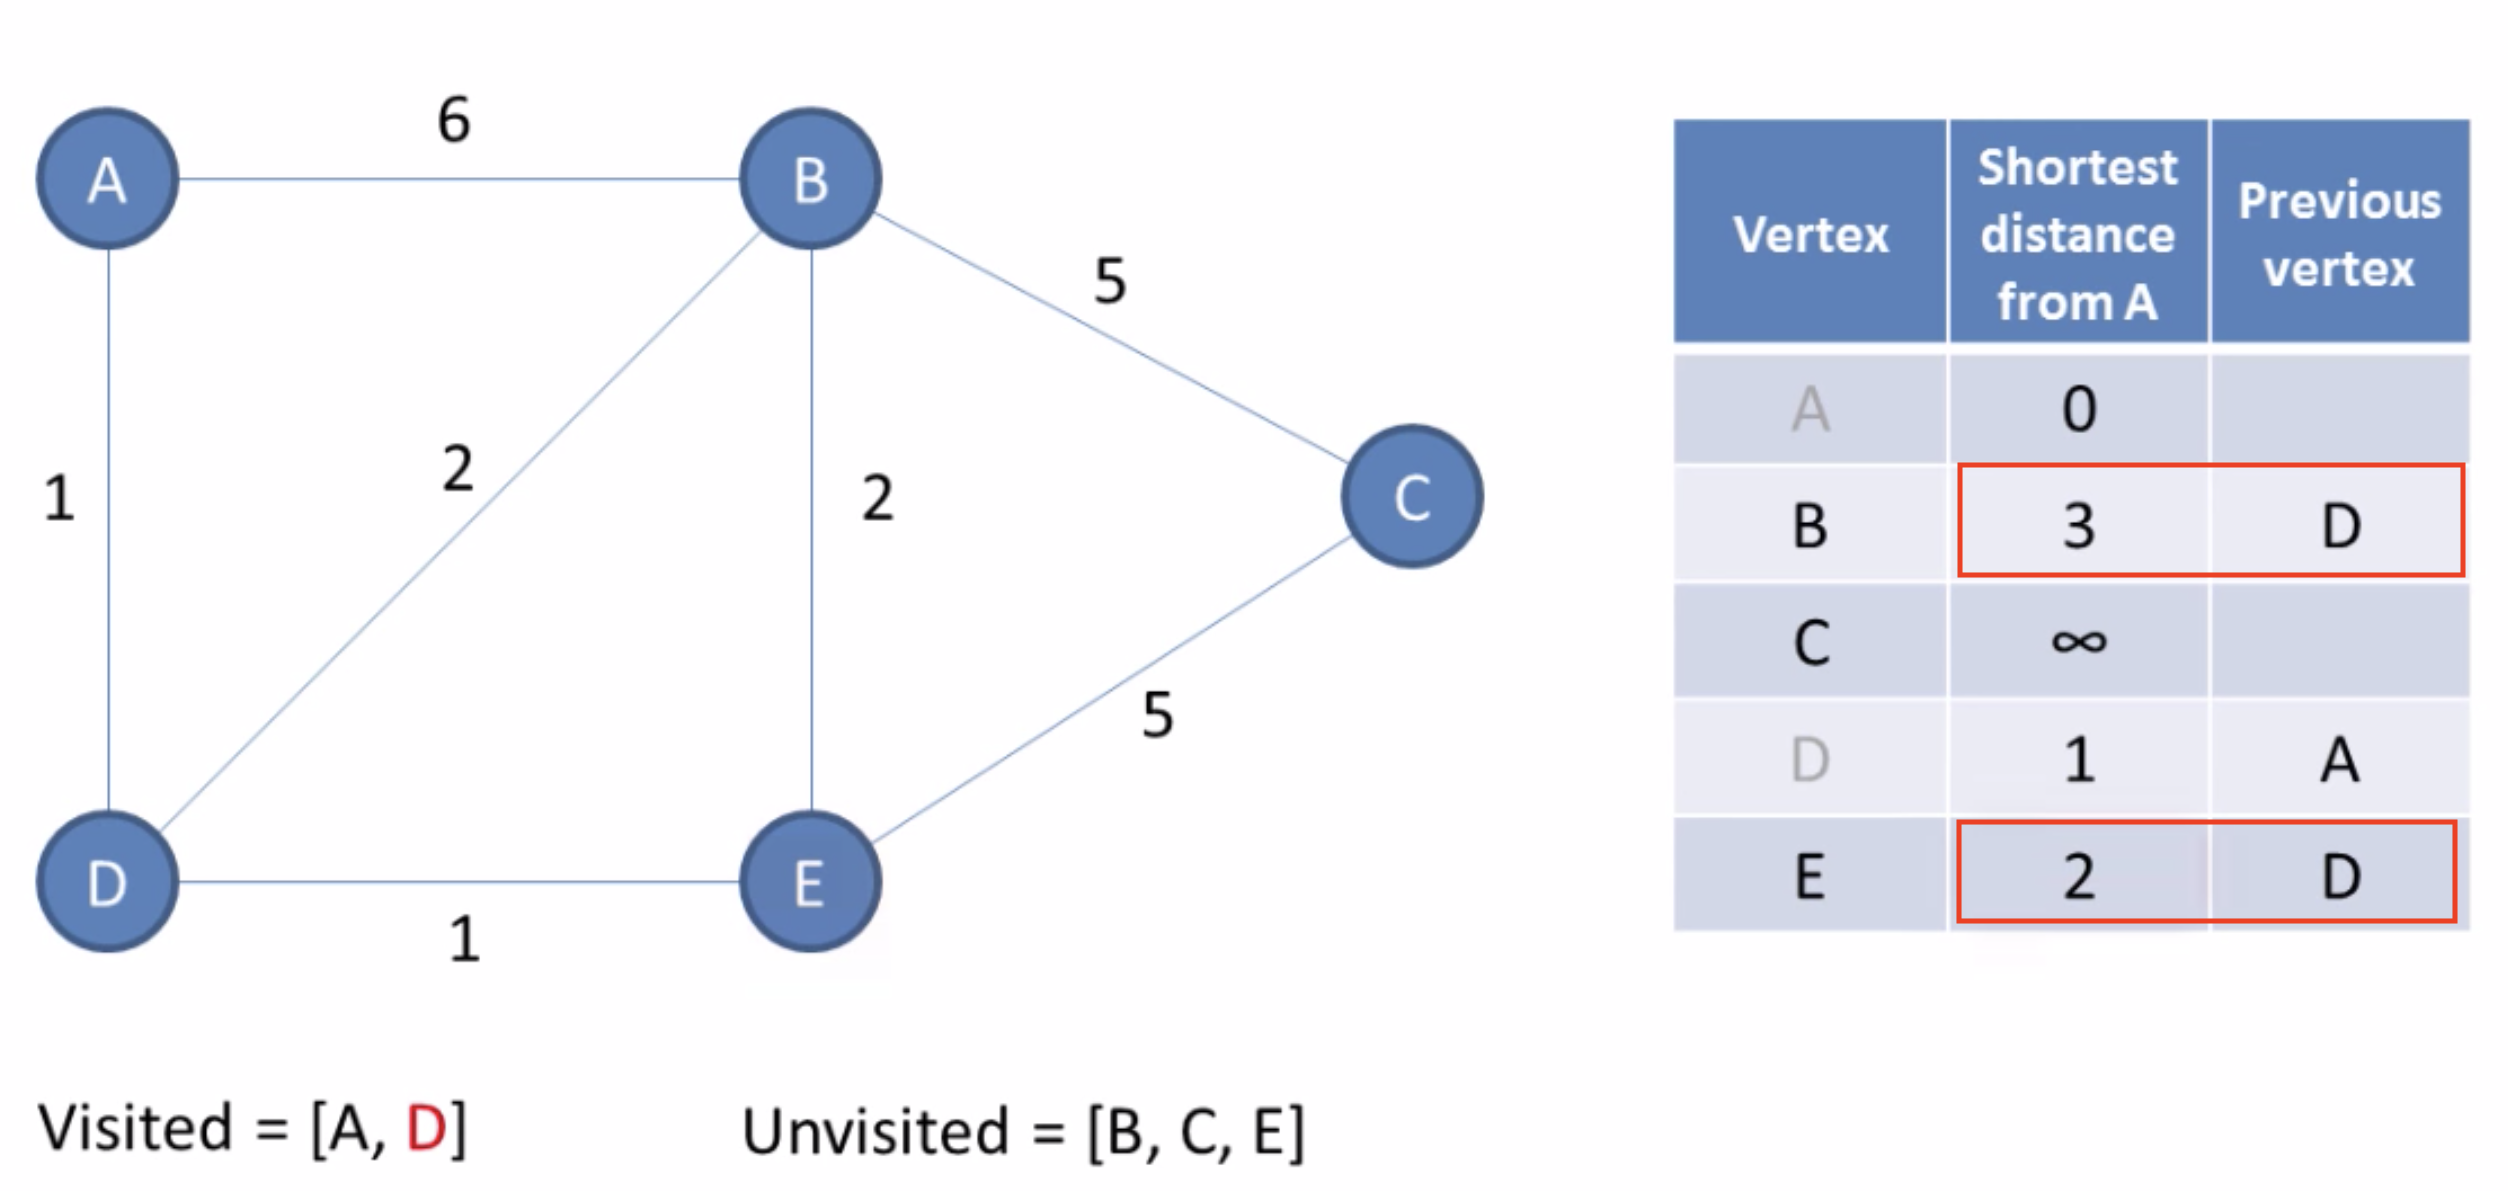 6
A
B
5
1
2
2
C
5
D
E
1
Vertex
Shortest
distance
from A
Previous
vertex
A 0
B 3 D
C ∞
D 1 A
E 2 D
Visited = [A, D]
Unvisited = [B, C, E]